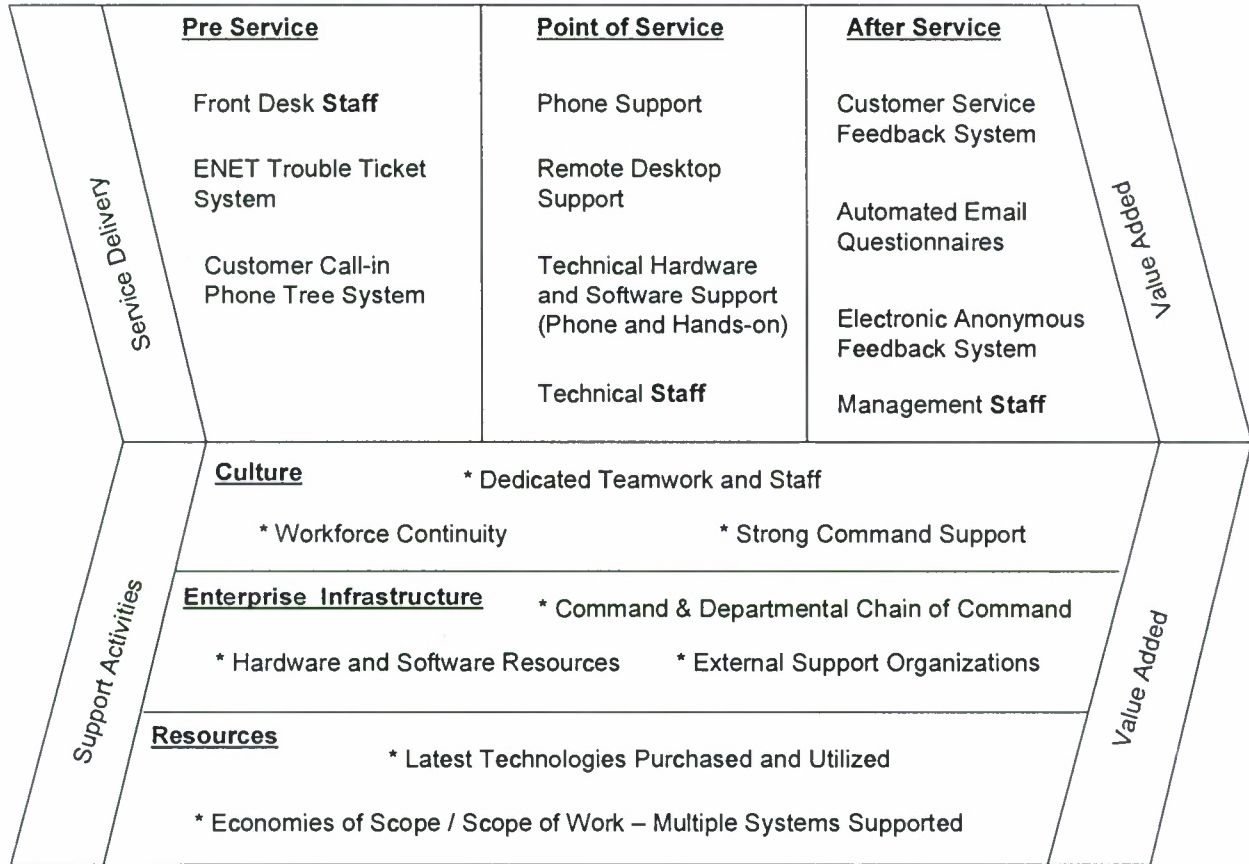 Service Delivery
Pre Service
Front Desk Staff
ENET Trouble Ticket
System
Customer Call-in
Phone Tree System
Point of Service
Phone Support
Remote Desktop
Support
Technical Hardware
and Software Support
(Phone and Hands-on)
Technical Staff
After Service
Customer Service
Feedback System
Automated Email
Questionnaires
Electronic Anonymous
Feedback System
Management Staff
Value Added
Support Activities
Culture
* Dedicated Teamwork and Staff
* Workforce Continuity
* Strong Command Support
Enterprise Infrastructure
* Command & Departmental Chain of Command
* Hardware and Software Resources
* External Support Organizations
Resources
* Latest Technologies Purchased and Utilized
* Economies of Scope / Scope of Work – Multiple Systems Supported
Value Added